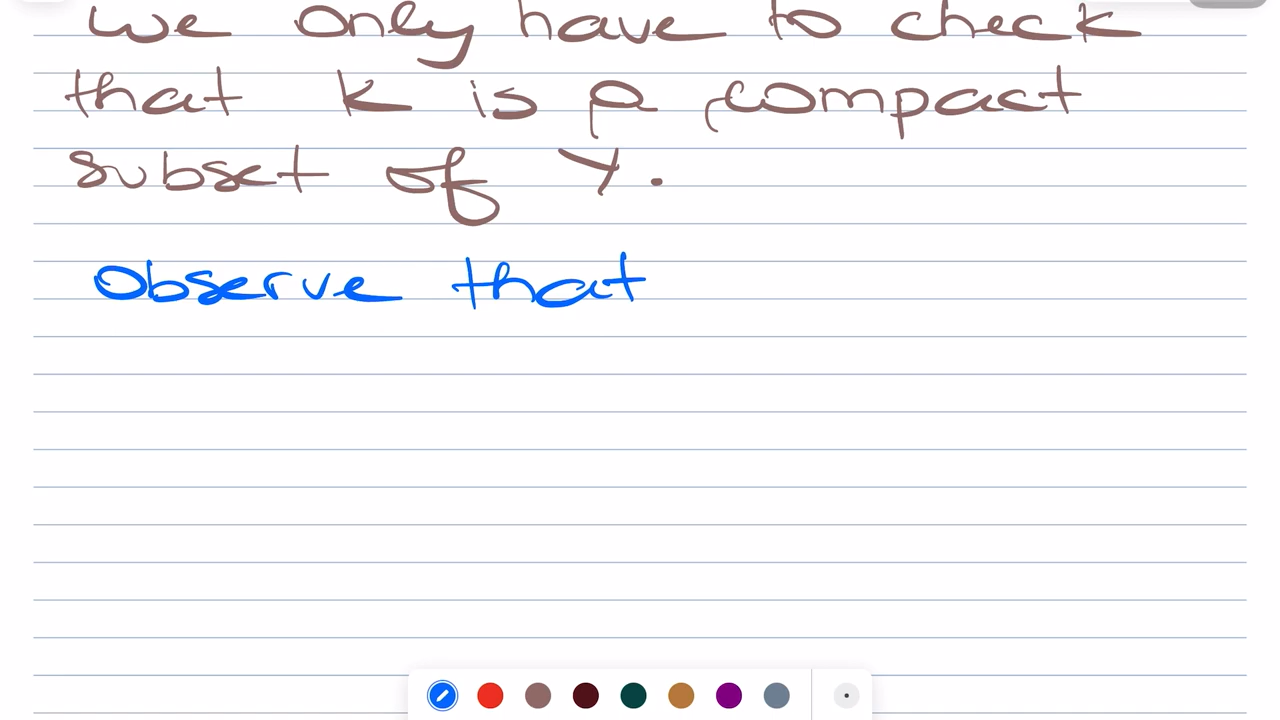 we only have to check
that k is a compact
subset of Y.
Observe that